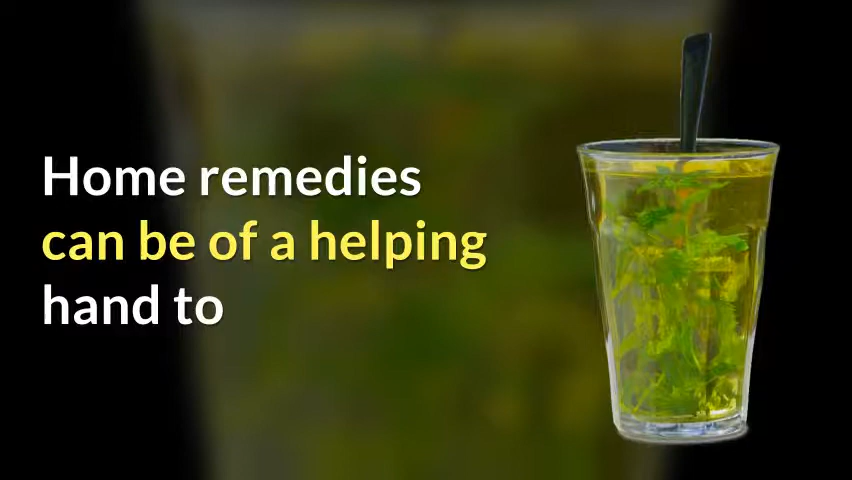 Home remedies
can be of a helping
hand to